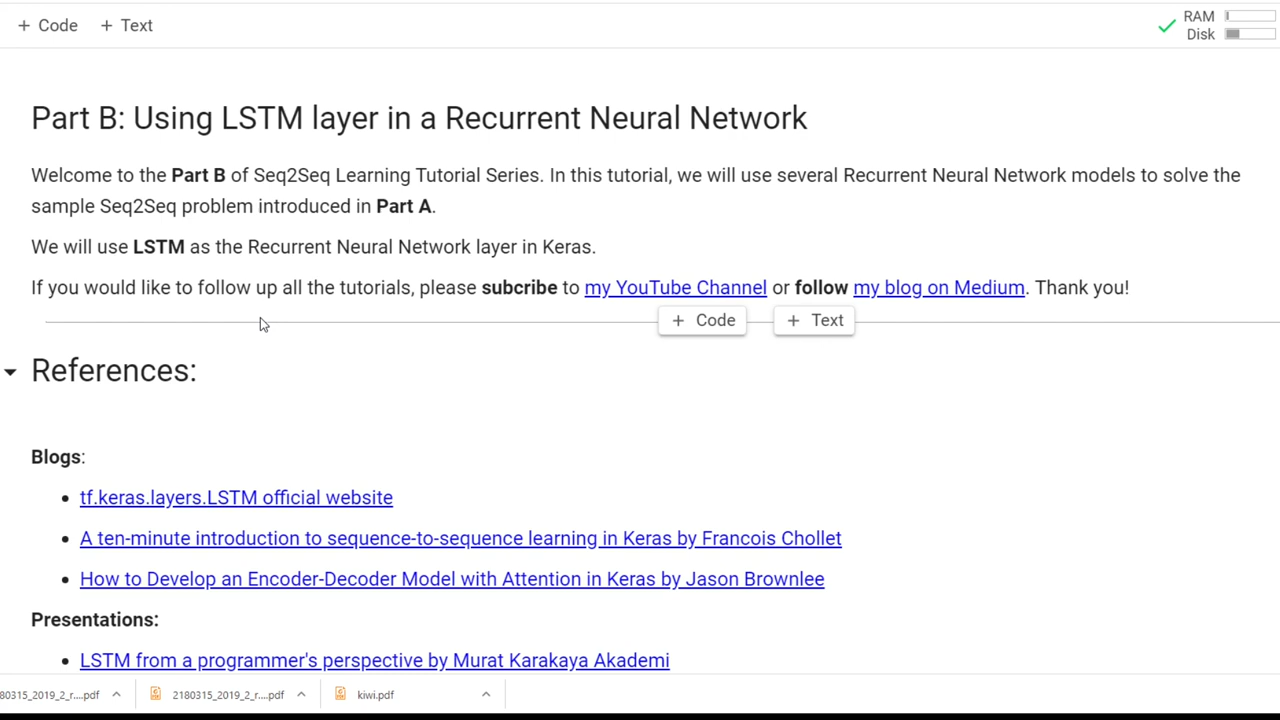 + Code + Text
RAM
Disk
Part B: Using LSTM layer in a Recurrent Neural Network
Welcome to the Part B of Seq2Seq Learning Tutorial Series. In this tutorial, we will use several Recurrent Neural Network models to solve the
sample Seq2Seq problem introduced in Part A.
We will use LSTM as the Recurrent Neural Network layer in Keras.
If you would like to follow up all the tutorials, please subcribe to my YouTube Channel or follow my blog on Medium. Thank you!
+ Code + Text
References:
Blogs:
• tf.keras.layers.LSTM official website
• A ten-minute introduction to sequence-to-sequence learning in Keras by Francois Chollet
• How to Develop an Encoder-Decoder Model with Attention in Keras by Jason Brownlee
Presentations:
• LSTM from a programmer's perspective by Murat Karakaya Akademi
80315_2019_2_r....pdf 2180315_2019_2_r....pdf kiwi.pdf